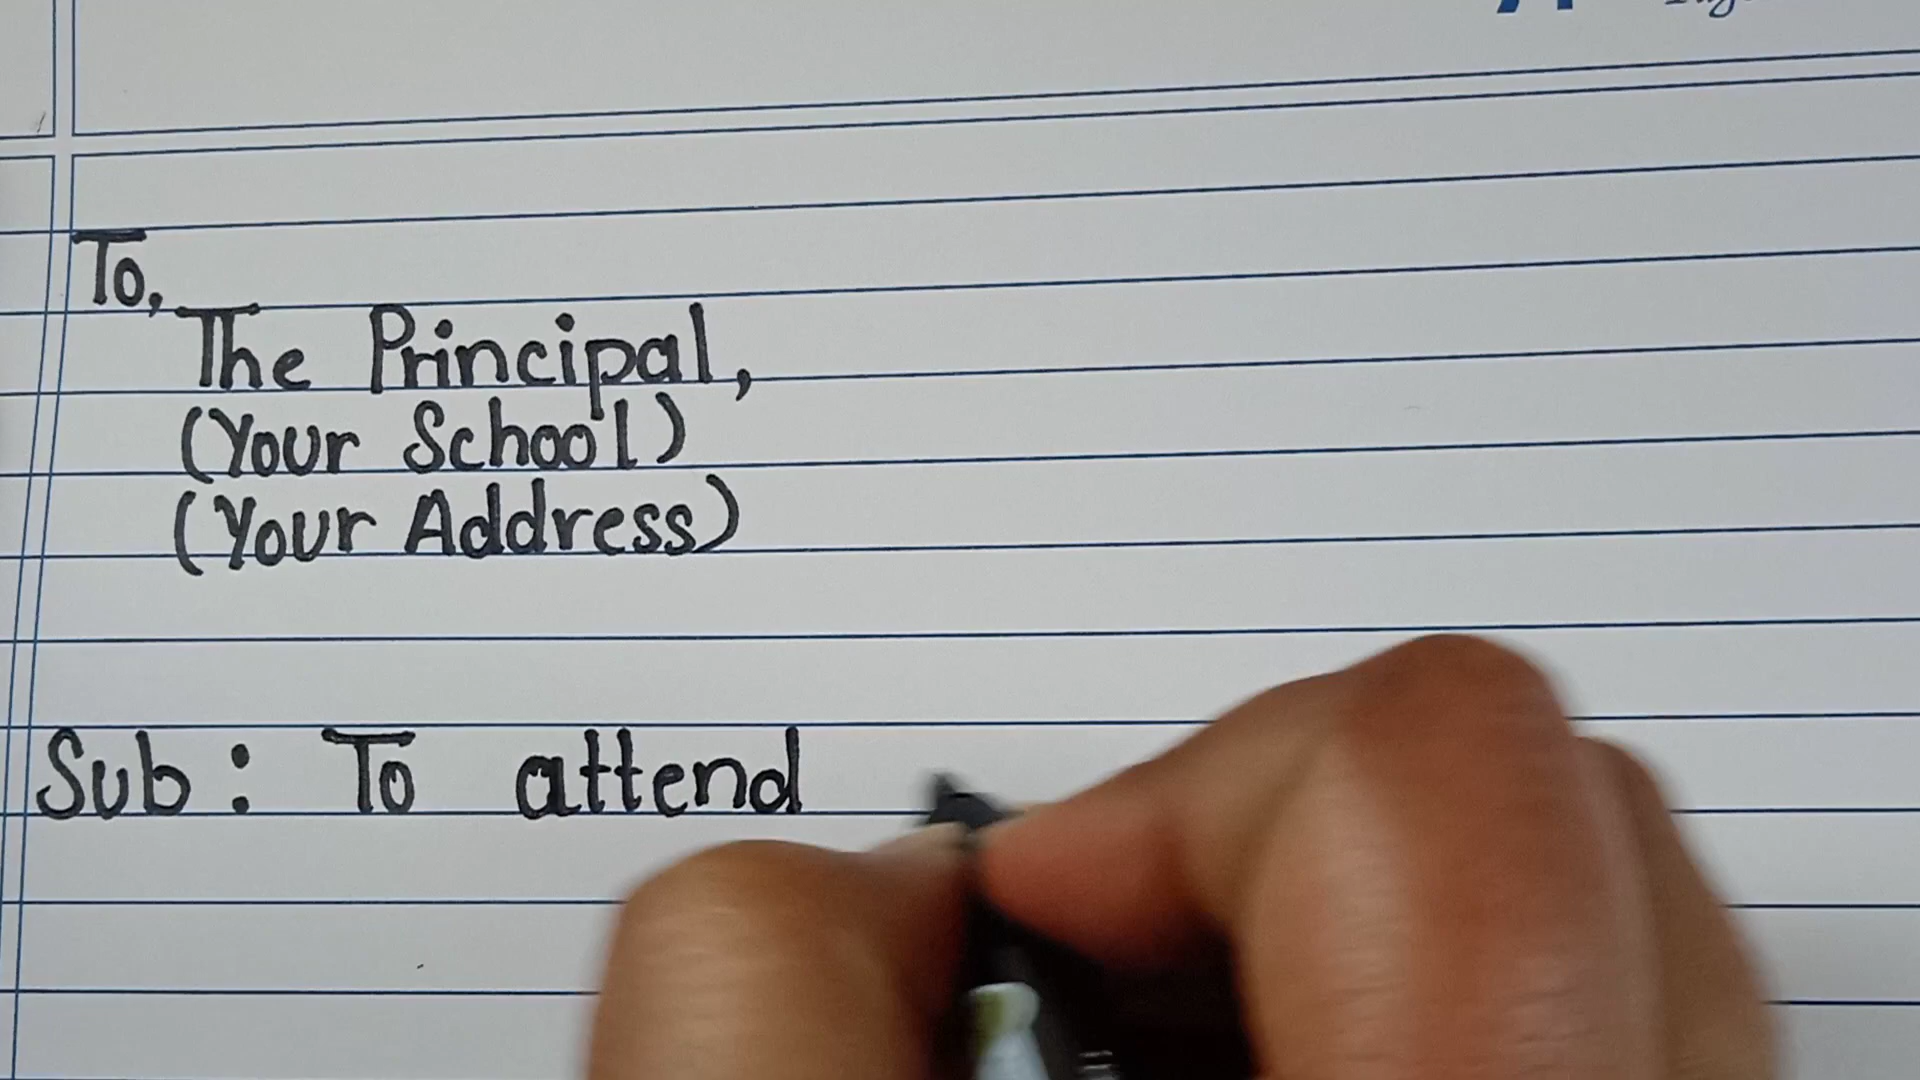 To,
The Principal,
(Your School)
(Your Address)
Sub: To attend